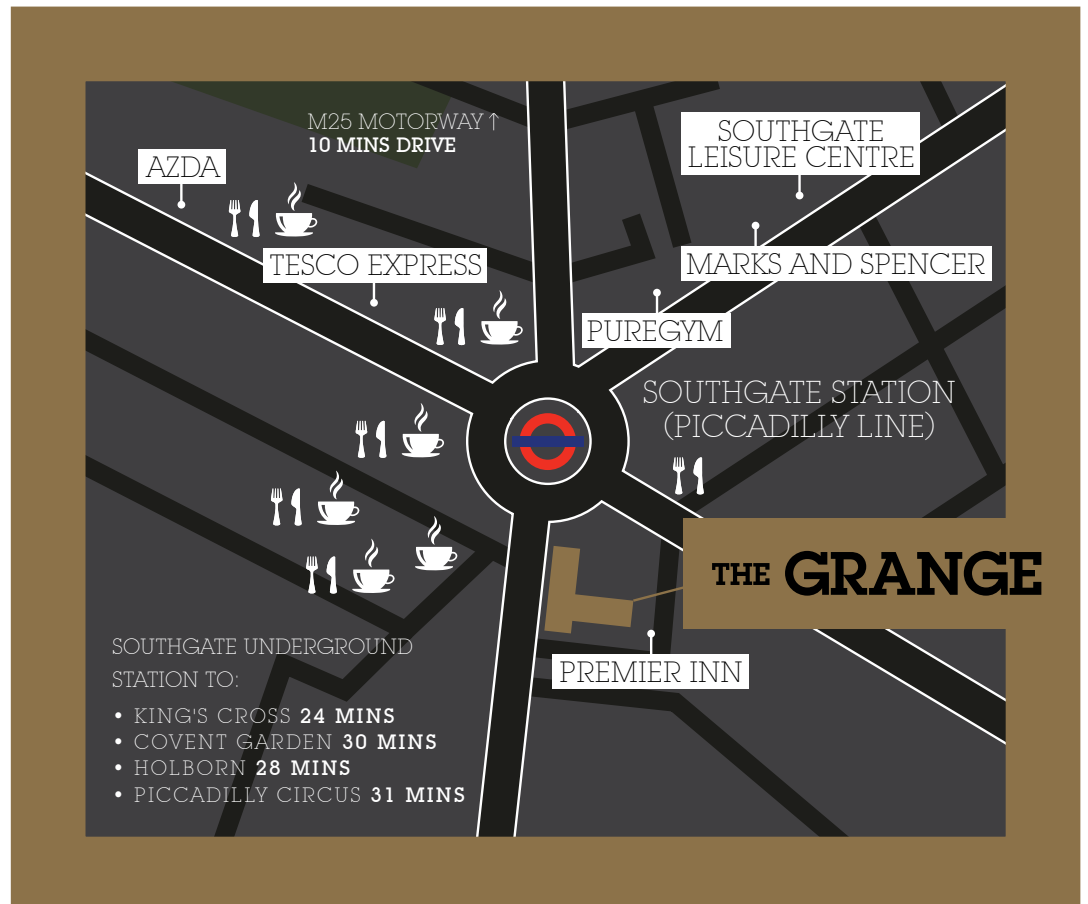 M25 MOTORWAY ↑
10 MINS DRIVE
SOUTHGATE
LEISURE CENTRE
AZDA
TESCO EXPRESS
MARKS AND SPENCER
PUREGYM
SOUTHGATE STATION
(PICCADILLY LINE)
THE GRANGE
PREMIER INN
SOUTHGATE UNDERGROUND
STATION TO:
• KING'S CROSS 24 MINS
• COVENT GARDEN 30 MINS
• HOLBORN 28 MINS
• PICCADILLY CIRCUS 31 MINS